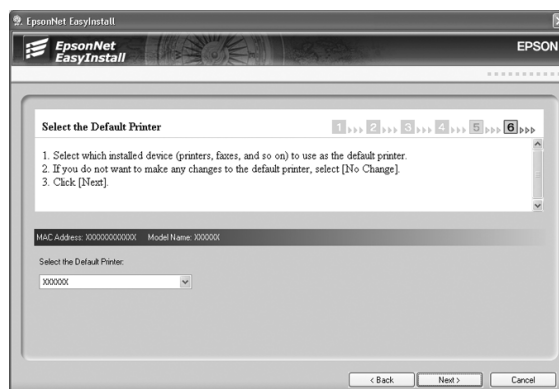 EpsonNet EasyInstall
EpsonNet
EasyInstall
EPSON
Select the Default Printer
1 2 3 4 5 6
1. Select which installed device (printers, faxes, and so on) to use as the default printer.
2. If you do not want to make any changes to the default printer, select [No Change].
3. Click [Next].
MAC Address: XXXXXXXXXXXX Model Name: XXXXXX
Select the Default Printer:
XXXXXX
< Back
Next >
Cancel